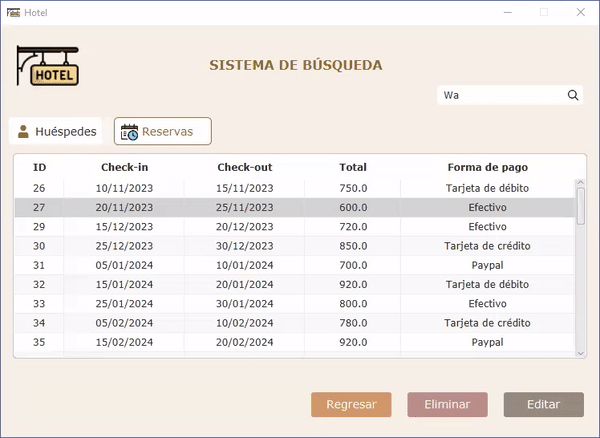 Hotel
HOTEL
SISTEMA DE BÚSQUEDA
Wa
Huéspedes Reservas
ID Check-in Check-out Total Forma de pago
26 10/11/2023 15/11/2023 750.0 Tarjeta de débito
27 20/11/2023 25/11/2023 600.0 Efectivo
29 15/12/2023 20/12/2023 720.0 Efectivo
30 25/12/2023 30/12/2023 850.0 Tarjeta de crédito
31 05/01/2024 10/01/2024 700.0 Paypal
32 15/01/2024 20/01/2024 920.0 Tarjeta de débito
33 25/01/2024 30/01/2024 800.0 Efectivo
34 05/02/2024 10/02/2024 780.0 Tarjeta de crédito
35 15/02/2024 20/02/2024 920.0 Paypal
Regresar Eliminar Editar